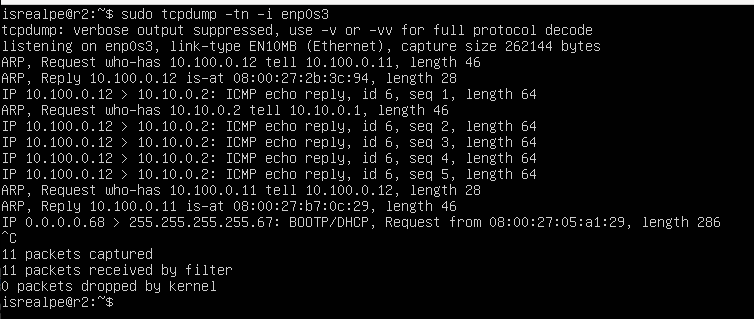 isrealpe@r2:~$ sudo tcpdump -tn -i enp0s3
tcpdump: verbose output suppressed, use -v or -vv for full protocol decode
listening on enp0s3, link-type EN10MB (Ethernet), capture size 262144 bytes
ARP, Request who-has 10.100.0.12 tell 10.100.0.11, length 46
ARP, Reply 10.100.0.12 is-at 08:00:27:2b:3c:94, length 28
IP 10.100.0.12 > 10.10.0.2: ICMP echo reply, id 6, seq 1, length 64
ARP, Request who-has 10.10.0.2 tell 10.10.0.1, length 46
IP 10.100.0.12 > 10.10.0.2: ICMP echo reply, id 6, seq 2, length 64
IP 10.100.0.12 > 10.10.0.2: ICMP echo reply, id 6, seq 3, length 64
IP 10.100.0.12 > 10.10.0.2: ICMP echo reply, id 6, seq 4, length 64
IP 10.100.0.12 > 10.10.0.2: ICMP echo reply, id 6, seq 5, length 64
ARP, Request who-has 10.100.0.11 tell 10.100.0.12, length 28
ARP, Reply 10.100.0.11 is-at 08:00:27:b7:0c:29, length 46
IP 0.0.0.0.68 > 255.255.255.255.67: BOOTP/DHCP, Request from 08:00:27:05:a1:29, length 286
^C
11 packets captured
11 packets received by filter
0 packets dropped by kernel
isrealpe@r2:~$